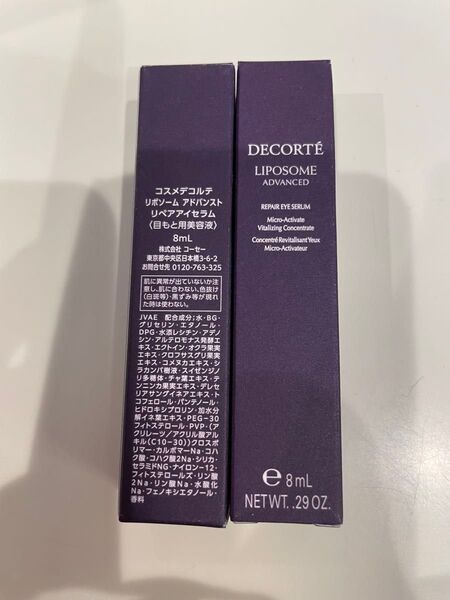 コスメデコルテ
リポソーム アドバンスト
リペアアイセラム
〈目もと用美容液〉
8mL
株式会社 コーセー
東京都中央区日本橋3-6-2
お問合せ先 0120-763-325
肌に異常が出ていないか注
意し、肌に合わない、色抜け
(白斑等)・黒ずみ等が現れ
た時は使わない。
JVAE 配合成分:水・BG・
グリセリン・エタノール・
DPG・水添レシチン・アデノ
シン・アルテロモナス発酵エ
キス・エクトイン・オクラ果実
エキス・グロブサスグリ果実
エキス・コメヌカエキス・シ
ラカンバ樹液・スイゼンジノ
リ多糖体・チャ葉エキス・テ
ンニンカ果実エキス・デレセ
リアサングイネアエキス・ト
コフェロール・パンテノール・
ヒドロキシプロリン・加水分
解イネ葉エキス・PEG-30
フィトステロール・PVP・(ア
クリレーツ/アクリル酸アル
キル(C10-30))クロスポ
リマー・カルボマーNa・コハ
ク酸・コハク酸2Na・シリカ・
セラミドNG・ナイロン-12・
フィトステロールズ・リン酸
2Na・リン酸Na・水酸化
Na・フェノキシエタノール・
香料
DECORTÉ
LIPOSOME
ADVANCED
REPAIR EYE SERUM
Micro-Activate
Vitalizing Concentrate
Concentré Revitalisant Yeux
Micro-Activateur
e 8mL
NET WT. .29 OZ.